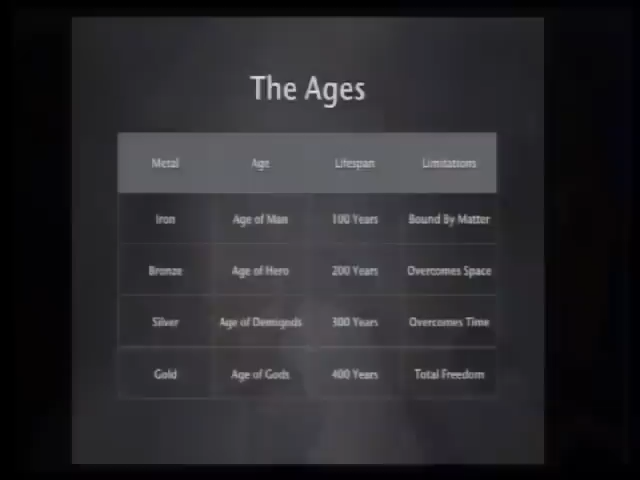 The Ages
Metal Age Lifespan Limitations
Iron Age of Man 100 Years Bound By Matter
Bronze Age of Hero 200 Years Overcomes Space
Silver Age of Demigods 300 Years Overcomes Time
Gold Age of Gods 400 Years Total Freedom